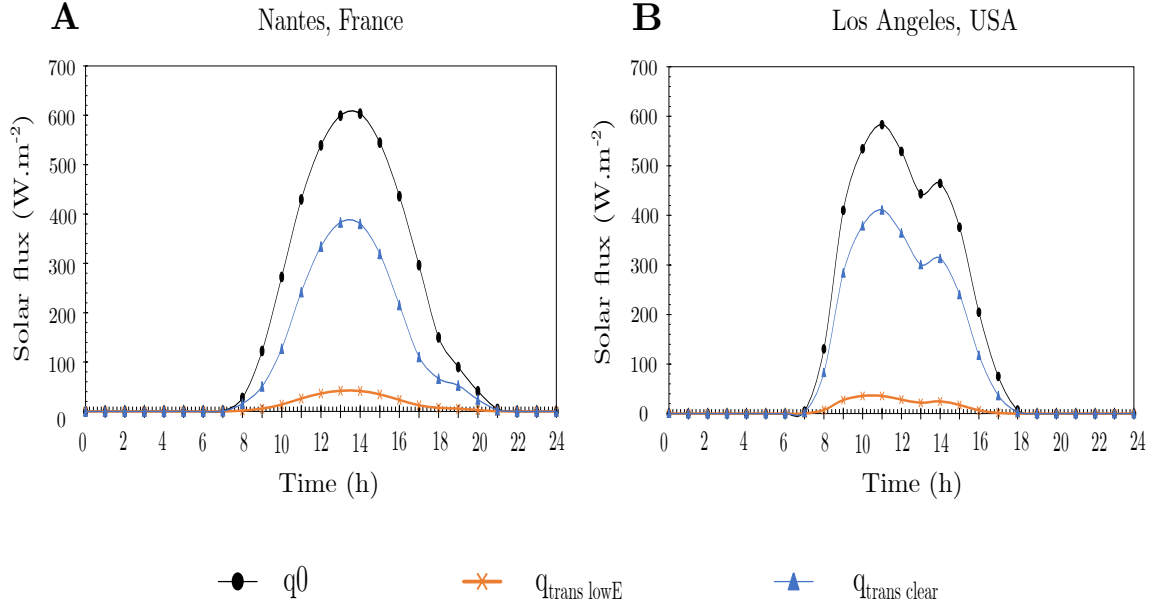 A
Nantes, France
700
600
500
400
300
200
100
0
Solar flux (W.m-2)
0 2 4 6 8 10 12 14 16 18 20 22 24
Time (h)
B
Los Angeles, USA
700
600
500
400
300
200
100
0
Solar flux (W.m-2)
0 2 4 6 8 10 12 14 16 18 20 22 24
Time (h)
q0 qtrans lowE qtrans clear